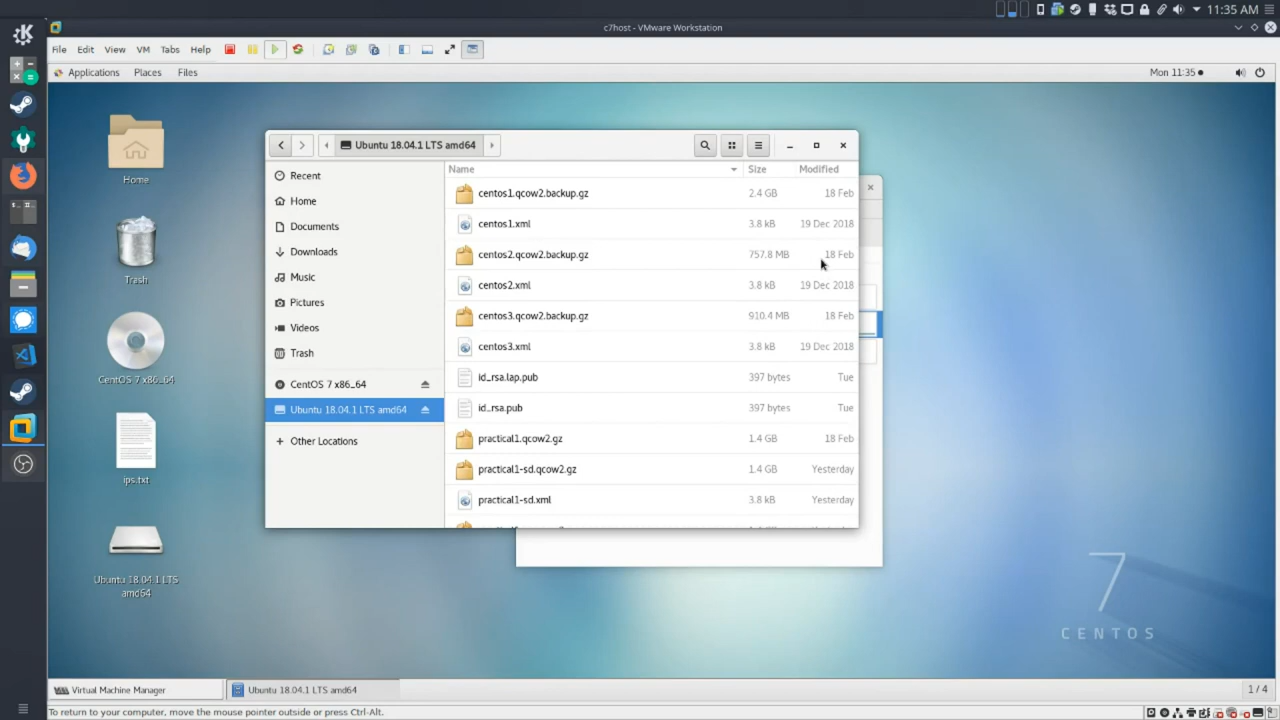 11:35 AM
c7host - VMware Workstation
File Edit View VM Tabs Help
Applications Places Files Mon 11:35
Home
Trash
CentOS 7 x86_64
ips.txt
Ubuntu 18.04.1 LTS
amd64
Ubuntu 18.04.1 LTS amd64
Recent
Home
Documents
Downloads
Music
Pictures
Videos
Trash
CentOS 7 x86_64
Ubuntu 18.04.1 LTS amd64
Other Locations
Name Size Modified
centos1.qcow2.backup.gz 2.4 GB 18 Feb
centos1.xml 3.8 kB 19 Dec 2018
centos2.qcow2.backup.gz 757.8 MB 18 Feb
centos2.xml 3.8 kB 19 Dec 2018
centos3.qcow2.backup.gz 910.4 MB 18 Feb
centos3.xml 3.8 kB 19 Dec 2018
id_rsa.lap.pub 397 bytes Tue
id_rsa.pub 397 bytes Tue
practical1.qcow2.gz 1.4 GB 18 Feb
practical1-sd.qcow2.gz 1.4 GB Yesterday
practical1-sd.xml 3.8 kB Yesterday
7
CENTOS
Virtual Machine Manager Ubuntu 18.04.1 LTS amd64 1 / 4
To return to your computer, move the mouse pointer outside or press Ctrl-Alt.